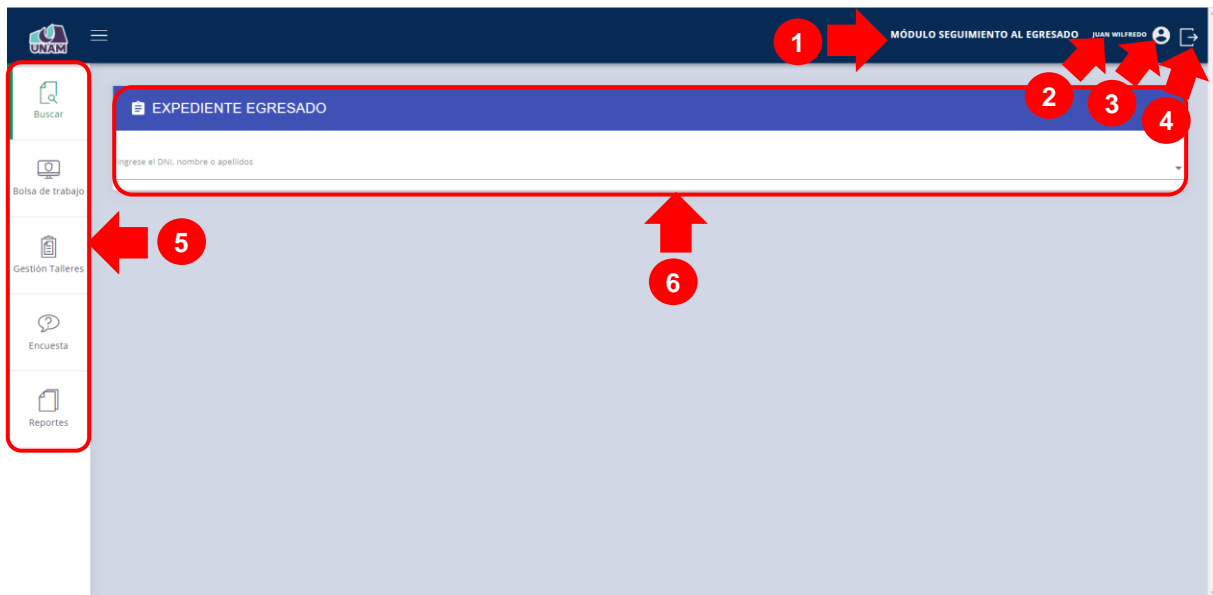 UNAM
MÓDULO SEGUIMIENTO AL EGRESADO
JUAN WILFREDO
1
2
3
4
Buscar
EXPEDIENTE EGRESADO
Ingrese el DNI, nombre o apellidos
Bolsa de trabajo
5
Gestión Talleres
6
Encuesta
Reportes